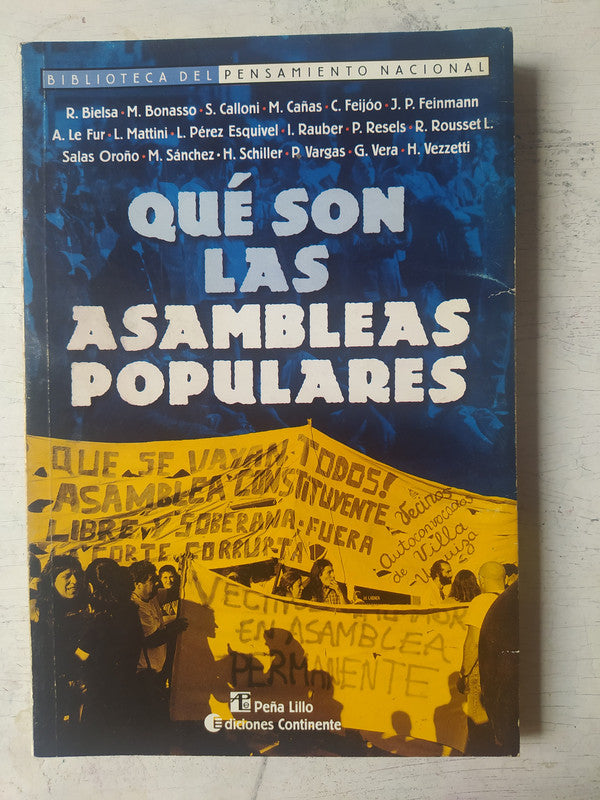 BIBLIOTECA DEL PENSAMIENTO NACIONAL
R. Bielsa • M. Bonasso • S. Calloni • M. Cañas • C. Feijóo • J. P. Feinmann
A. Le Fur • L. Mattini • L. Pérez Esquivel • I. Rauber • P. Resels • R. Rousset L.
Salas Oroño • M. Sánchez • H. Schiller • P. Vargas • G. Vera • H. Vezzetti
QUÉ SON
LAS
ASAMBLEAS
POPULARES
QUE SE VAYAN TODOS!
ASAMBLEA CONSTITUYENTE
LIBRE Y SOBERANA. FUERA
LA CORTE CORRUPTA
Vecinos
Autoconvocados
de Villa
EN ASAMBLEA
PERMANENTE
Peña Lillo
Ediciones Continente